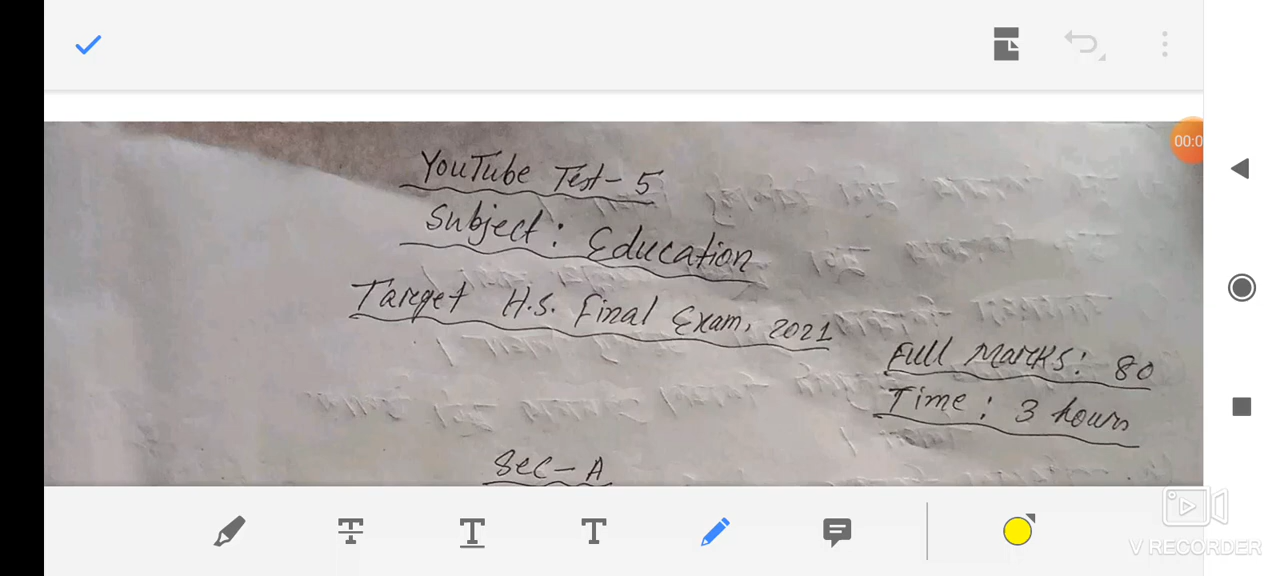 00:0
YouTube Test-5
Subject: Education
Target H.S. Final Exam, 2021
Full Marks: 80
Time: 3 hours
Sec-A
T T T
V RECORDER